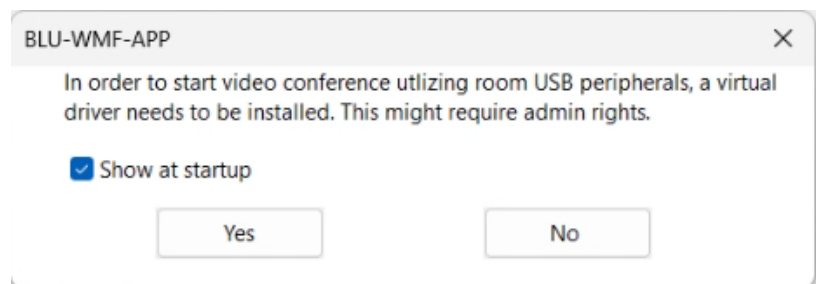 BLU-WMF-APP
In order to start video conference utlizing room USB peripherals, a virtual
driver needs to be installed. This might require admin rights.
Show at startup
Yes
No